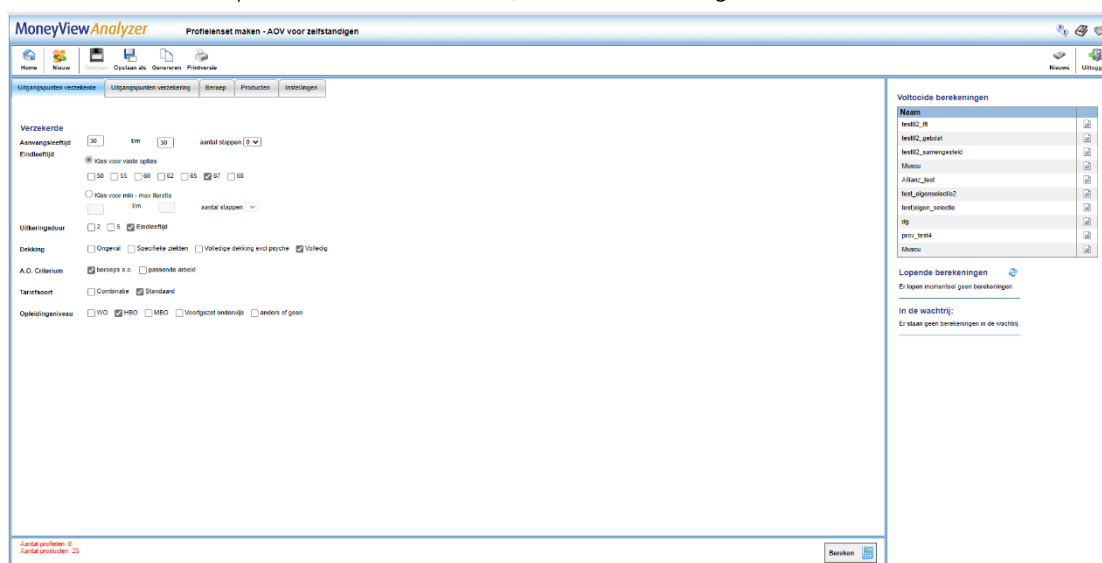 MoneyViewAnalyzer Profielenset maken - AOV voor zelfstandigen
Home Nieuw Opslaan Opslaan als Genereren Printversie Nieuws
Uitgangspunten verzekerde Uitgangspunten verzekering Beroep Producten Instellingen
Verzekerde
Aanvangsleeftijd 30 t/m 30 aantal stappen 0
Eindleeftijd
Kies voor vaste opties
50 55 60 62 65 67 68
Kies voor min - max iteratie
t/m aantal stappen
Uitkeringsduur 2 5 Eindleeftijd
Dekking Ongeval Specifieke ziekten Volledige dekking excl psyche Volledig
A.O. Criterium beroeps a.o. passende arbeid
Tariefsoort Combinatie Standaard
Opleidingsniveau WO HBO MBO Voortgezet onderwijs anders of geen
Aantal profielen: 0
Aantal producten: 25
Bereken
Voltooide berekeningen
Naam
test02_gebdat
test02_samengesteld
Muscu
Allianz_test
test_eigenselectie2
test|eigen_selectie
dg
prov_test4
Muscu
Lopende berekeningen
Er lopen momenteel geen berekeningen.
In de wachtrij:
Er staan geen berekeningen in de wachtrij.